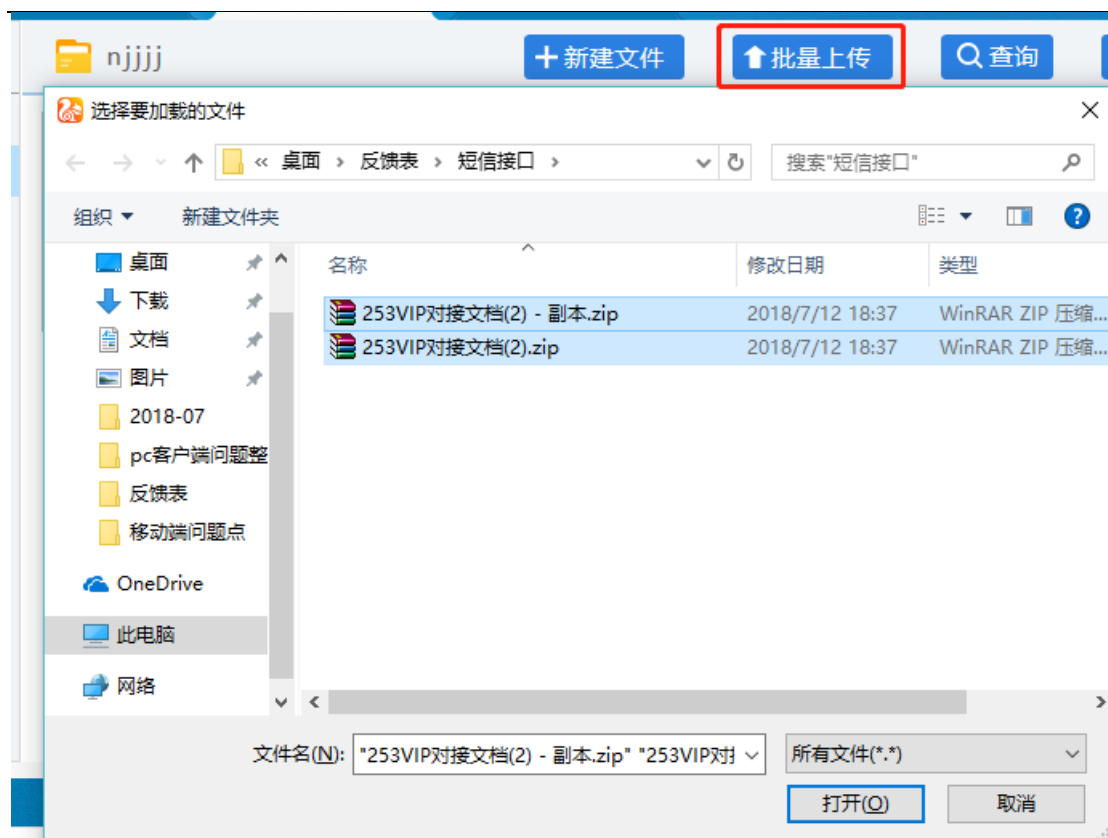 njjjj
新建文件
批量上传
查询
选择要加载的文件
« 桌面 › 反馈表 › 短信接口 ›
搜索"短信接口"
组织
新建文件夹
桌面
下载
文档
图片
2018-07
pc客户端问题整
反馈表
移动端问题点
OneDrive
此电脑
网络
名称 修改日期 类型
253VIP对接文档(2) - 副本.zip 2018/7/12 18:37 WinRAR ZIP 压缩...
253VIP对接文档(2).zip 2018/7/12 18:37 WinRAR ZIP 压缩...
文件名(N): "253VIP对接文档(2) - 副本.zip" "253VIP对 所有文件(*.*)
打开(O) 取消